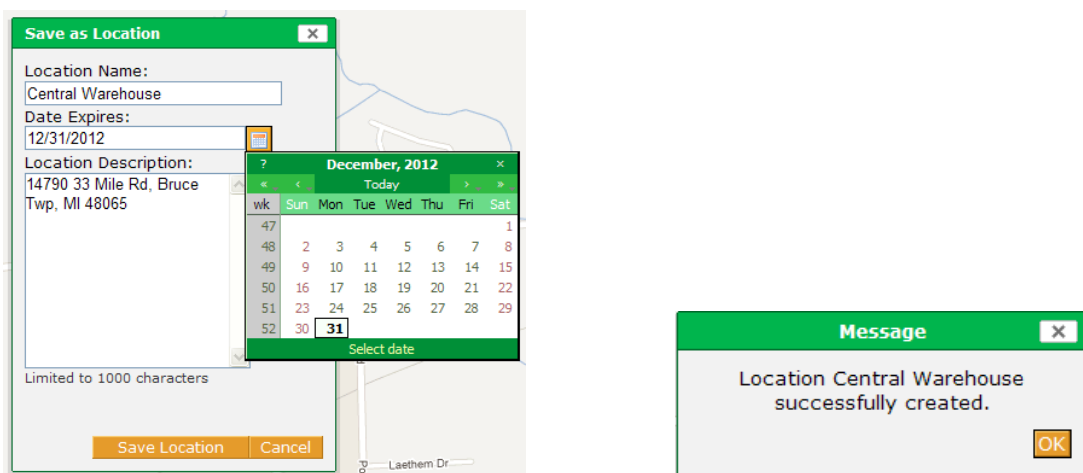 Save as Location
Location Name:
Central Warehouse
Date Expires:
12/31/2012
Location Description:
14790 33 Mile Rd, Bruce
Twp, MI 48065
Limited to 1000 characters
Save Location Cancel
? December, 2012 ×
« ‹ Today › »
wk Sun Mon Tue Wed Thu Fri Sat
47 1
48 2 3 4 5 6 7 8
49 9 10 11 12 13 14 15
50 16 17 18 19 20 21 22
51 23 24 25 26 27 28 29
52 30 31
Select date
Laethem Dr
Message
Location Central Warehouse
successfully created.
OK